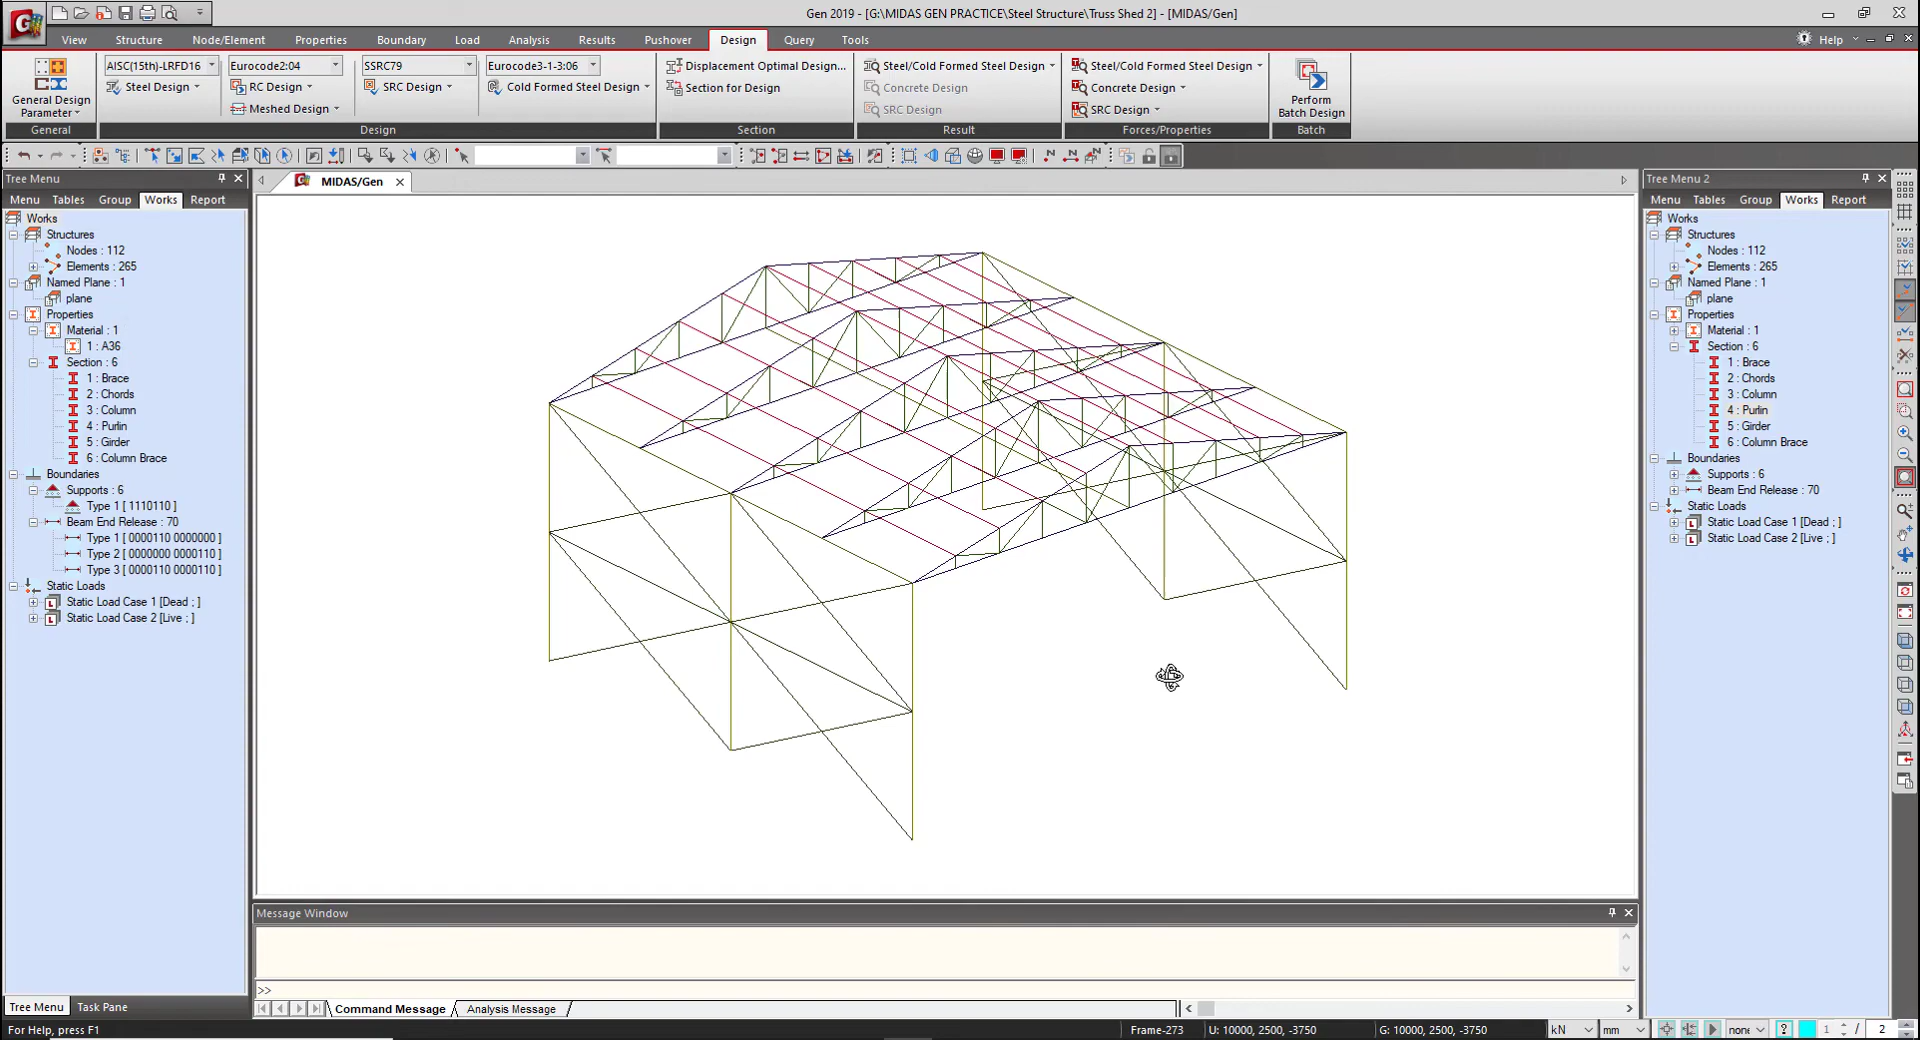 Gen 2019 - [G:\MIDAS GEN PRACTICE\Steel Structure\Truss Shed 2] - [MIDAS/Gen]
View Structure Node/Element Properties Boundary Load Analysis Results Pushover Design Query Tools Help
General Design Parameter
AISC(15th)-LRFD16 Eurocode2:04 SSRC79 Eurocode3-1-3:06
Steel Design RC Design SRC Design Cold Formed Steel Design
Meshed Design
Displacement Optimal Design...
Section for Design
Steel/Cold Formed Steel Design
Concrete Design
SRC Design
Steel/Cold Formed Steel Design
Concrete Design
SRC Design
Perform Batch Design
General Design Section Result Forces/Properties Batch
Tree Menu
Menu Tables Group Works Report
Works
Structures
Nodes : 112
Elements : 265
Named Plane : 1
plane
Properties
Material : 1
1 : A36
Section : 6
1 : Brace
2 : Chords
3 : Column
4 : Purlin
5 : Girder
6 : Column Brace
Boundaries
Supports : 6
Type 1 [ 1110110 ]
Beam End Release : 70
Type 1 [ 0000110 0000000 ]
Type 2 [ 0000000 0000110 ]
Type 3 [ 0000110 0000110 ]
Static Loads
Static Load Case 1 [Dead ; ]
Static Load Case 2 [Live ; ]
Tree Menu Task Pane
MIDAS/Gen
Message Window
>>
Command Message Analysis Message
Tree Menu 2
Menu Tables Group Works Report
Works
Structures
Nodes : 112
Elements : 265
Named Plane : 1
plane
Properties
Material : 1
Section : 6
1 : Brace
2 : Chords
3 : Column
4 : Purlin
5 : Girder
6 : Column Brace
Boundaries
Supports : 6
Beam End Release : 70
Static Loads
Static Load Case 1 [Dead ; ]
Static Load Case 2 [Live ; ]
For Help, press F1 Frame-273 U: 10000, 2500, -3750 G: 10000, 2500, -3750 kN mm none ? 1 / 2